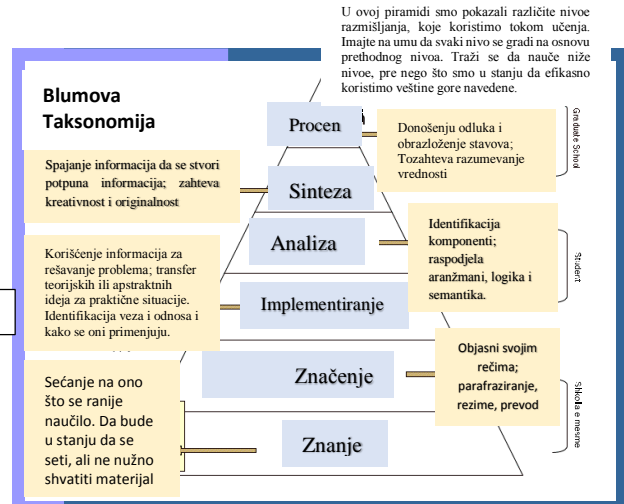 U ovoj piramidi smo pokazali različite nivoe
razmišljanja, koje koristimo tokom učenja.
Imajte na umu da svaki nivo se gradi na osnovu
prethodnog nivoa. Traži se da nauče niže
nivoe, pre nego što smo u stanju da efikasno
koristimo veštine gore navedene.
Blumova
Taksonomija
Procen
Donošenju odluka i
obrazloženje stavova;
Tozahteva razumevanje
vrednosti
Graduate School
Spajanje informacija da se stvori
potpuna informacija; zahteva
kreativnost i originalnost
Sinteza
Analiza
Identifikacija
komponenti;
raspodjela
aranžmani, logika i
semantika.
Student
Korišćenje informacija za
rešavanje problema; transfer
teorijskih ili apstraktnih
ideja za praktične situacije.
Identifikacija veza i odnosa i
kako se oni primenjuju.
Implementiranje
Značenje
Objasni svojim
rečima;
parafraziranje,
rezime, prevod
Sećanje na ono
što se ranije
naučilo. Da bude
u stanju da se
seti, ali ne nužno
shvatiti materijal
Znanje
Shkolla e mesme